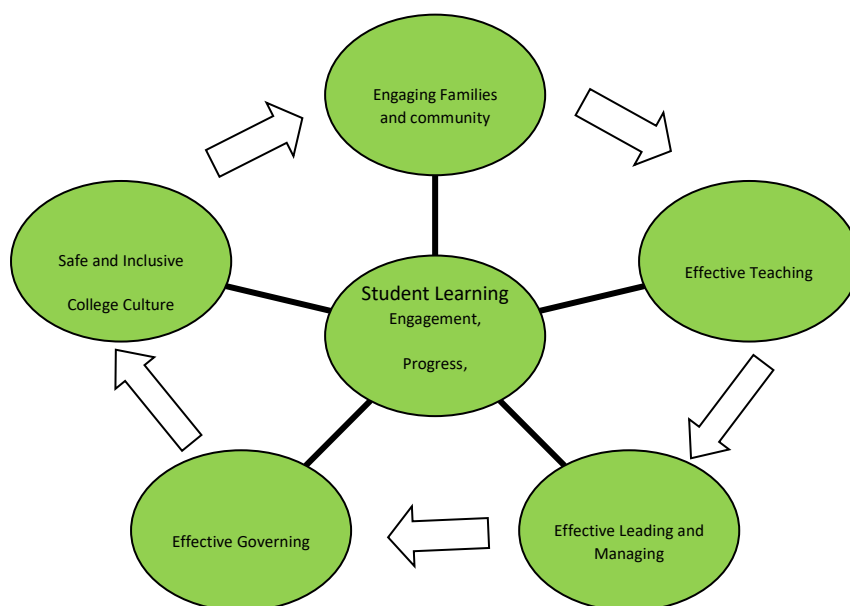 Engaging Families
and community
Safe and Inclusive
College Culture
Effective Teaching
Student Learning
Engagement,
Progress,
Effective Governing
Effective Leading and
Managing